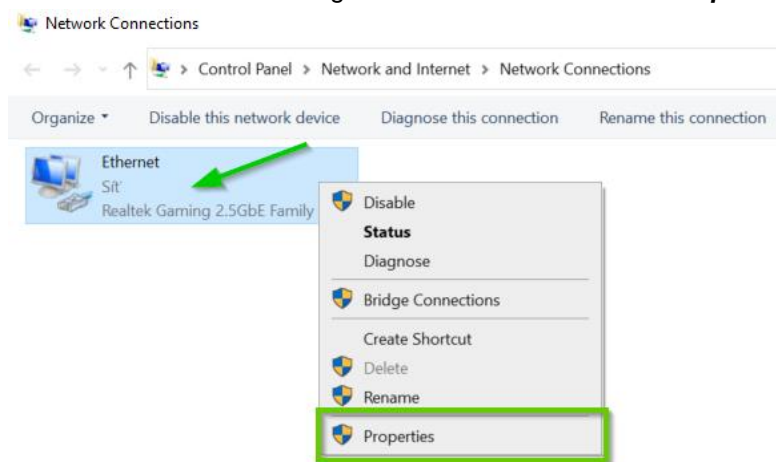 Network Connections
Control Panel > Network and Internet > Network Connections
Organize Disable this network device Diagnose this connection Rename this connection
Ethernet
Síť
Realtek Gaming 2.5GbE Family
Disable
Status
Diagnose
Bridge Connections
Create Shortcut
Delete
Rename
Properties